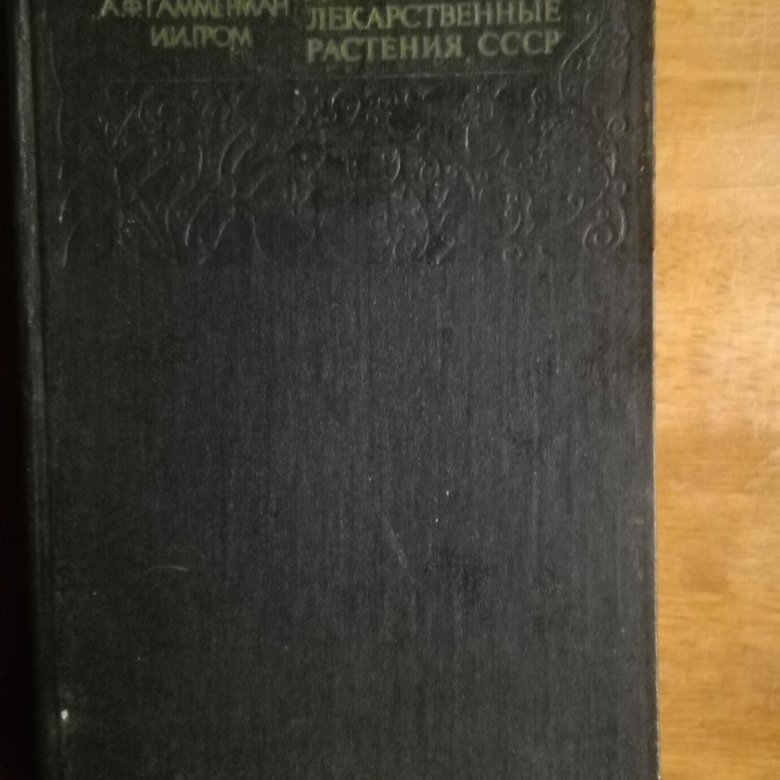 А.Ф. ГАММЕРМАН
И.И. ГРОМ
ЛЕКАРСТВЕННЫЕ
РАСТЕНИЯ СССР